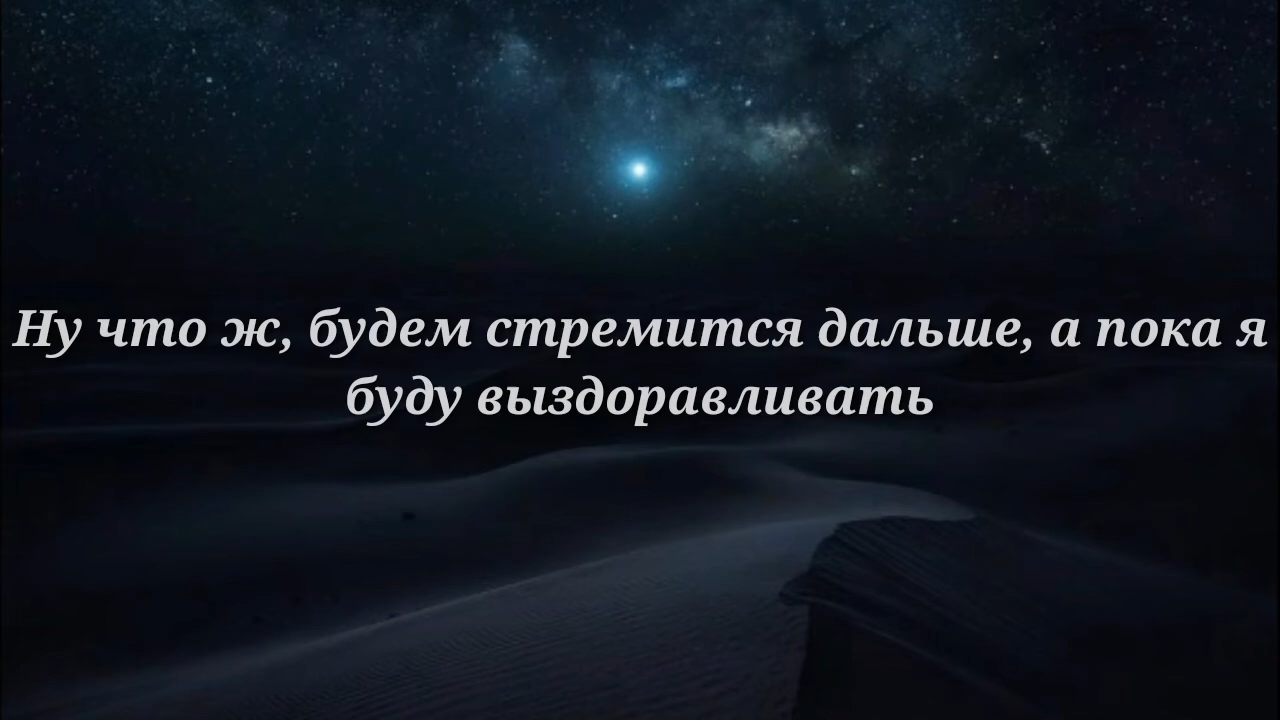 Ну что ж, будем стремится дальше, а пока я
буду выздоравливать